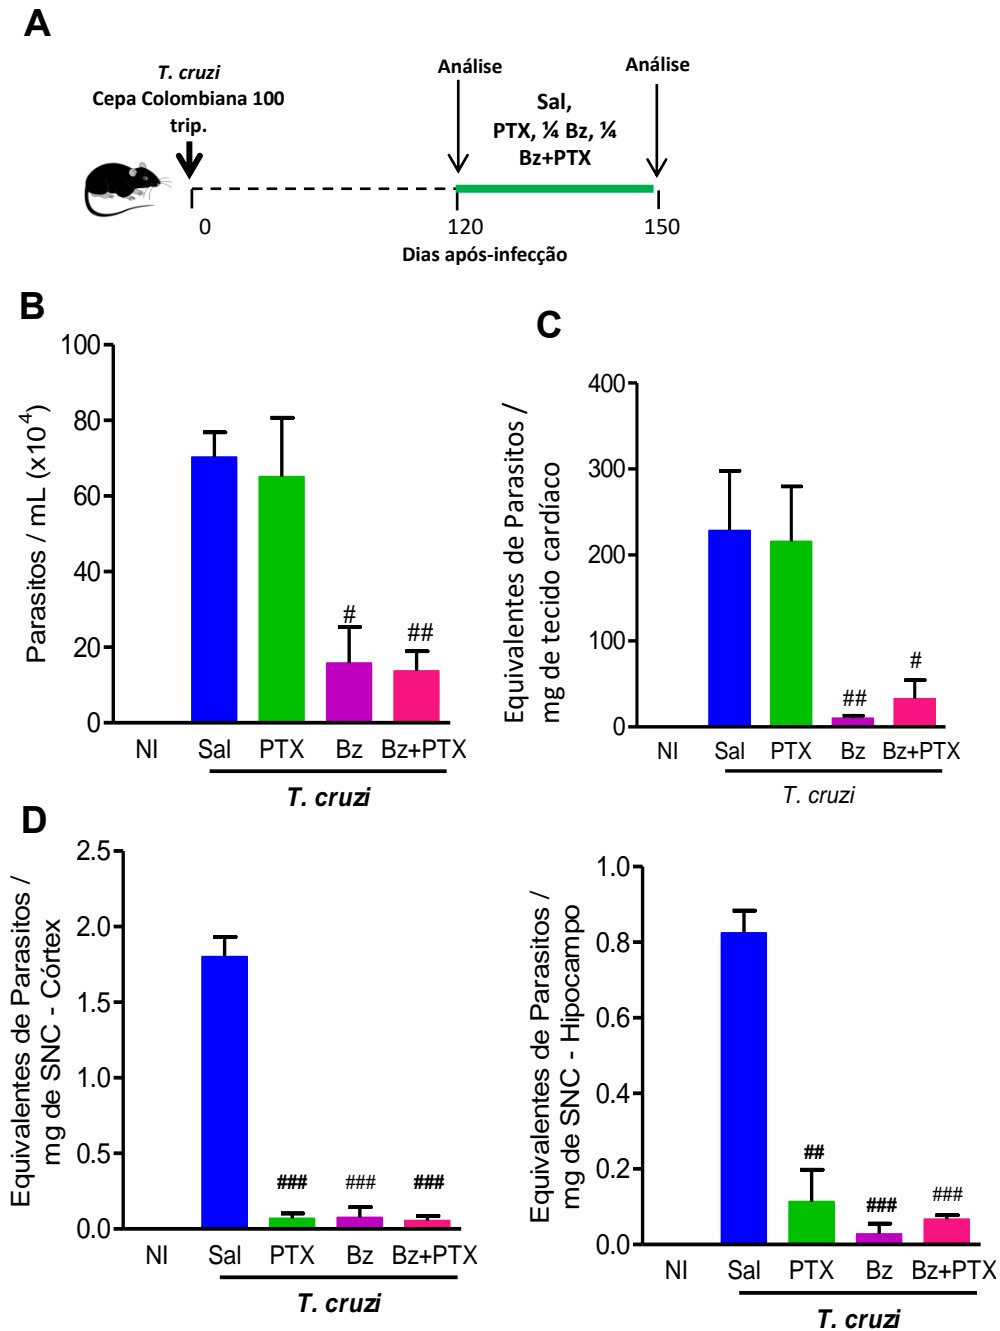 A
T. cruzi
Cepa Colombiana 100
trip.
Análise
Análise
Sal,
PTX, ¼ Bz, ¼
Bz+PTX
0
120
150
Dias após-infecção
B
Parasitos / mL (x10⁻⁴)
100
80
60
40
20
0
#
##
NI Sal PTX Bz Bz+PTX
T. cruzi
C
Equivalentes de Parasitos /
mg de tecido cardíaco
400
300
200
100
0
##
#
NI Sal PTX Bz Bz+PTX
T. cruzi
D
Equivalentes de Parasitos /
mg de SNC - Córtex
2.5
2.0
1.5
1.0
0.5
0.0
### ### ###
NI Sal PTX Bz Bz+PTX
T. cruzi
Equivalentes de Parasitos /
mg de SNC - Hipocampo
1.0
0.8
0.6
0.4
0.2
0.0
##
###
###
NI Sal PTX Bz Bz+PTX
T. cruzi